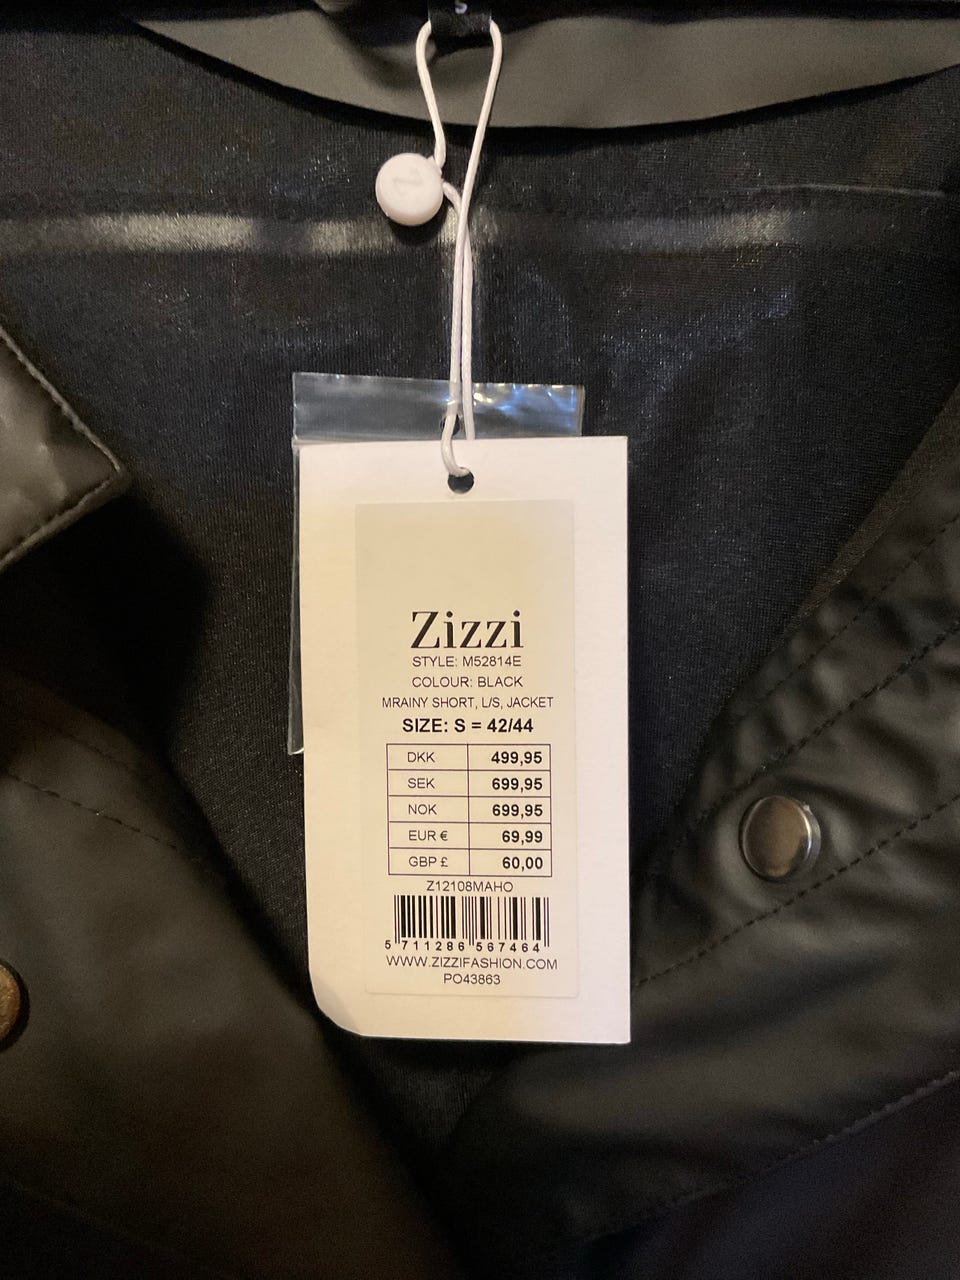 S
Zizzi
STYLE: M52814E
COLOUR: BLACK
MRAINY SHORT, L/S, JACKET
SIZE: S = 42/44
DKK 499,95
SEK 699,95
NOK 699,95
EUR € 69,99
GBP £ 60,00
Z12108MAHO
5 711286 567464
WWW.ZIZZIFASHION.COM
PO43863